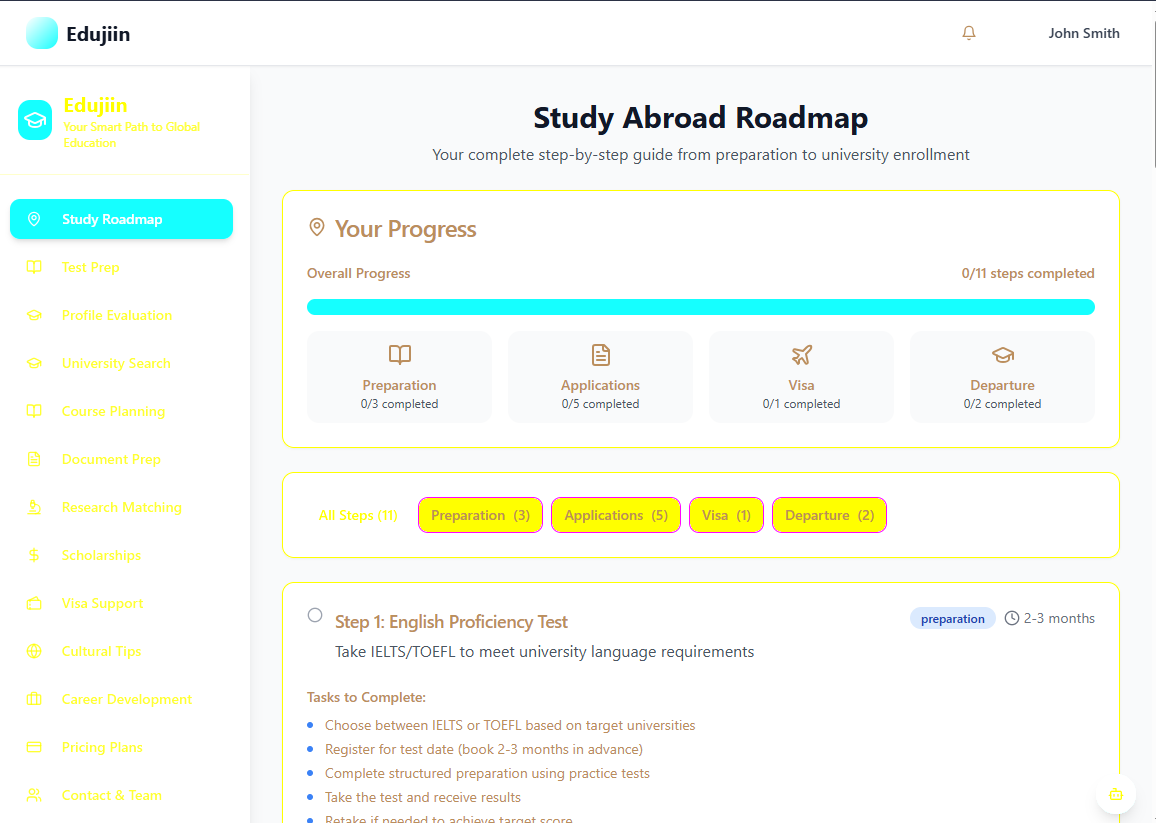 Edujiin
John Smith
Edujiin
Your Smart Path to Global
Education
Study Roadmap
Test Prep
Profile Evaluation
University Search
Course Planning
Document Prep
Research Matching
Scholarships
Visa Support
Cultural Tips
Career Development
Pricing Plans
Contact & Team
Study Abroad Roadmap
Your complete step-by-step guide from preparation to university enrollment
Your Progress
Overall Progress
0/11 steps completed
Preparation
0/3 completed
Applications
0/5 completed
Visa
0/1 completed
Departure
0/2 completed
All Steps (11)
Preparation (3)
Applications (5)
Visa (1)
Departure (2)
Step 1: English Proficiency Test
preparation
2-3 months
Take IELTS/TOEFL to meet university language requirements
Tasks to Complete:
Choose between IELTS or TOEFL based on target universities
Register for test date (book 2-3 months in advance)
Complete structured preparation using practice tests
Take the test and receive results
Retake if needed to achieve target score